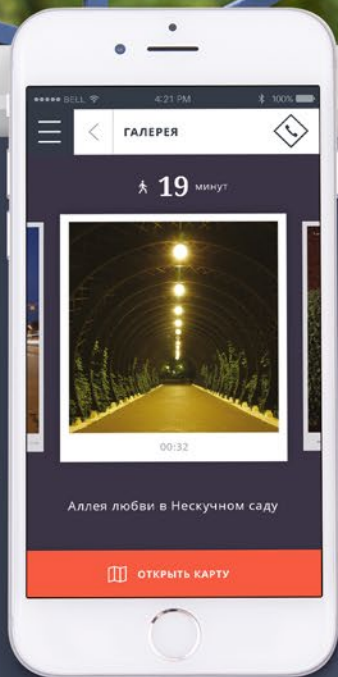 BELL 4:21 PM 100%
ГАЛЕРЕЯ
19 минут
00:32
Аллея любви в Нескучном саду
ОТКРЫТЬ КАРТУ